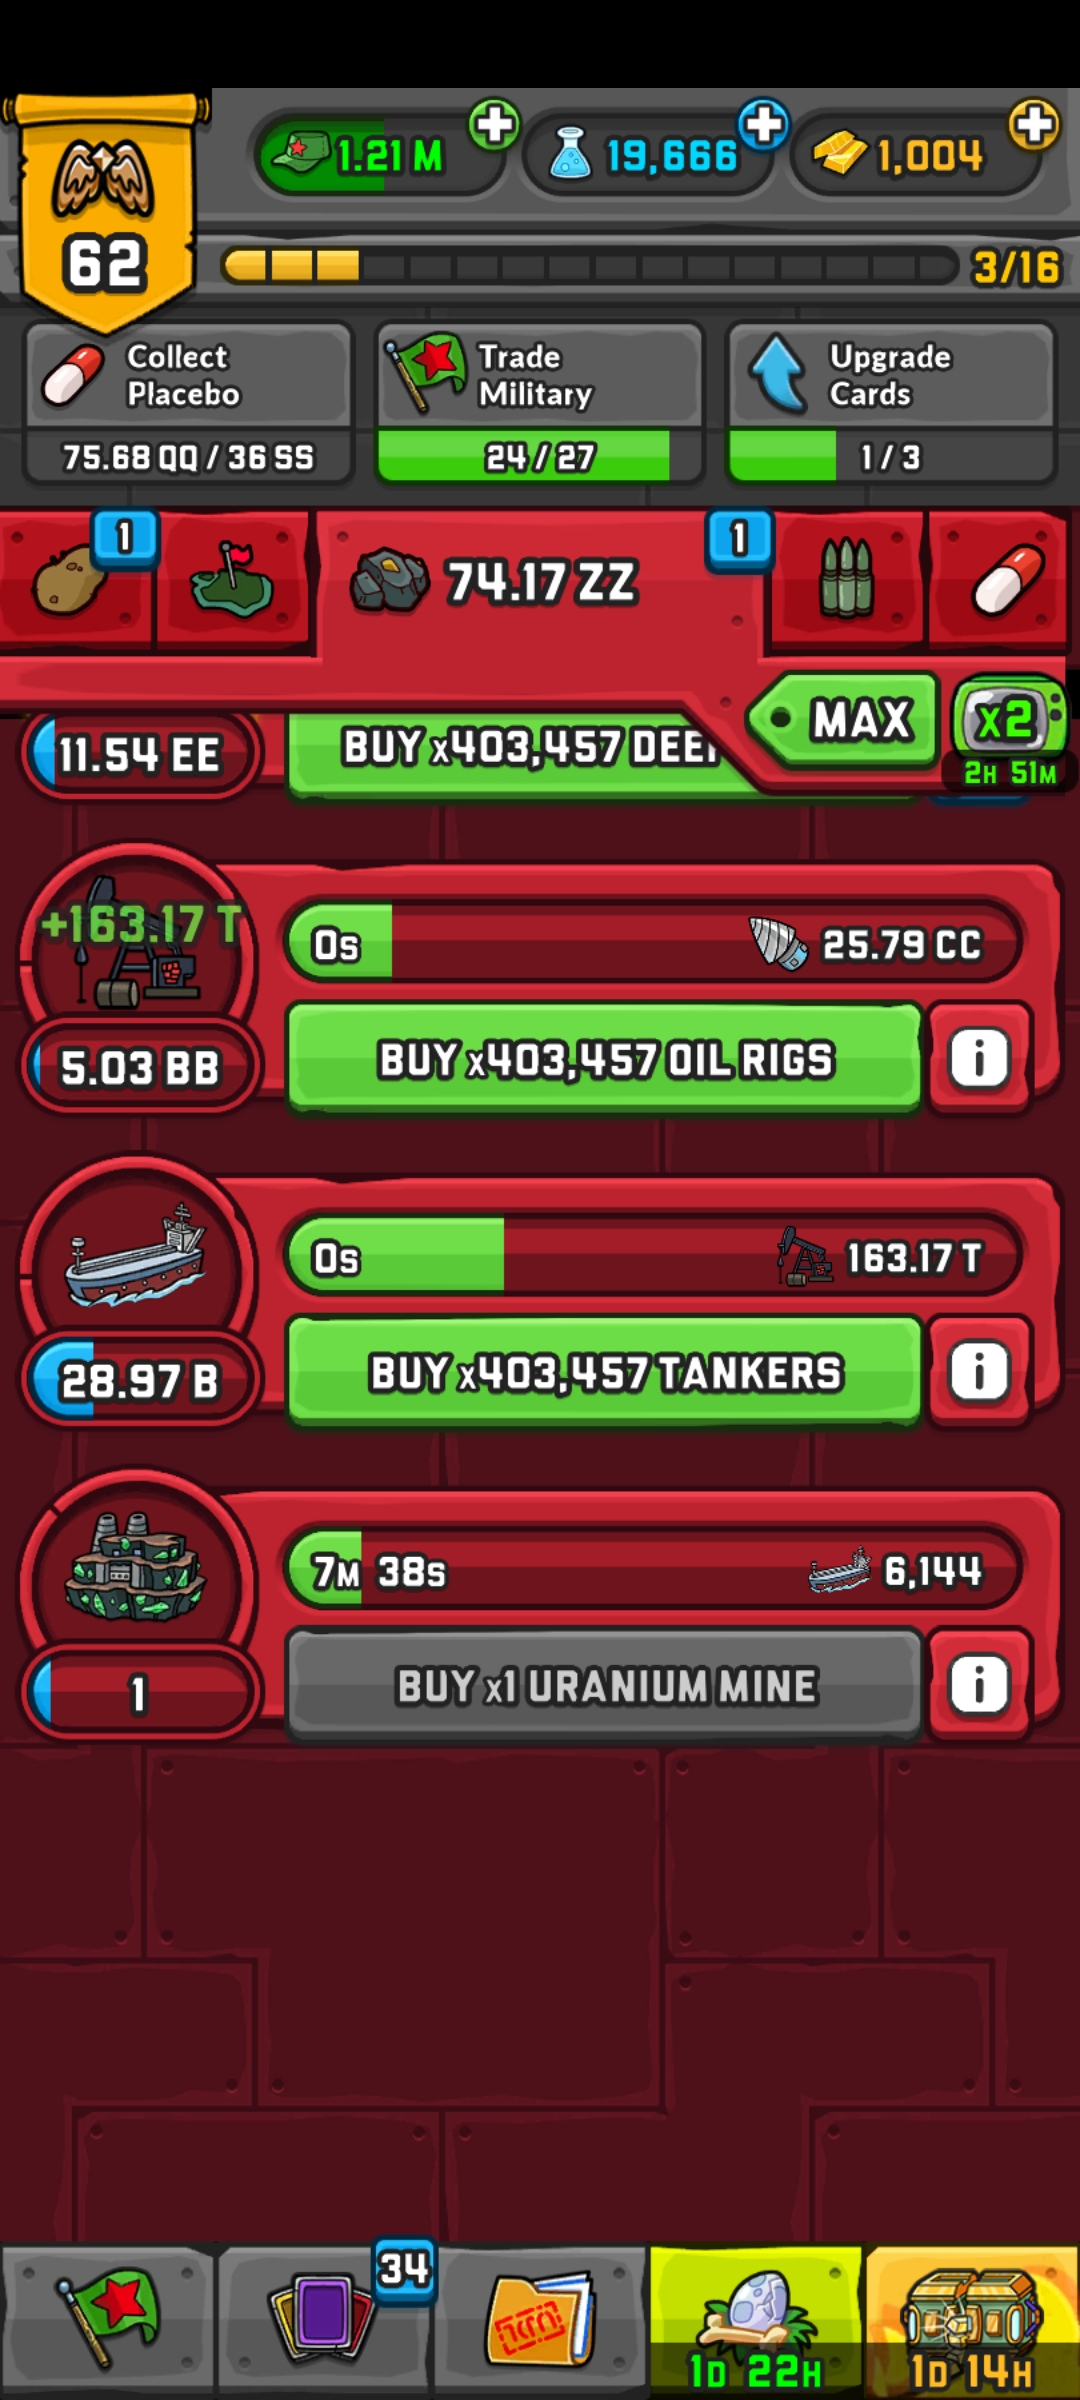 62
1.21 M
19,666
1,004
3/16
Collect
Placebo
75.68 QQ / 36 SS
Trade
Military
24 / 27
Upgrade
Cards
1 / 3
1
74.17 ZZ
1
MAX
x2
2H 51M
11.54 EE
BUY x403,457
+163.17 T
0s
25.79 CC
5.03 BB
BUY x403,457 OIL RIGS
i
0s
163.17 T
28.97 B
BUY x403,457 TANKERS
i
7M 38s
6,144
1
BUY x1 URANIUM MINE
i
34
1D 22H
1D 14H